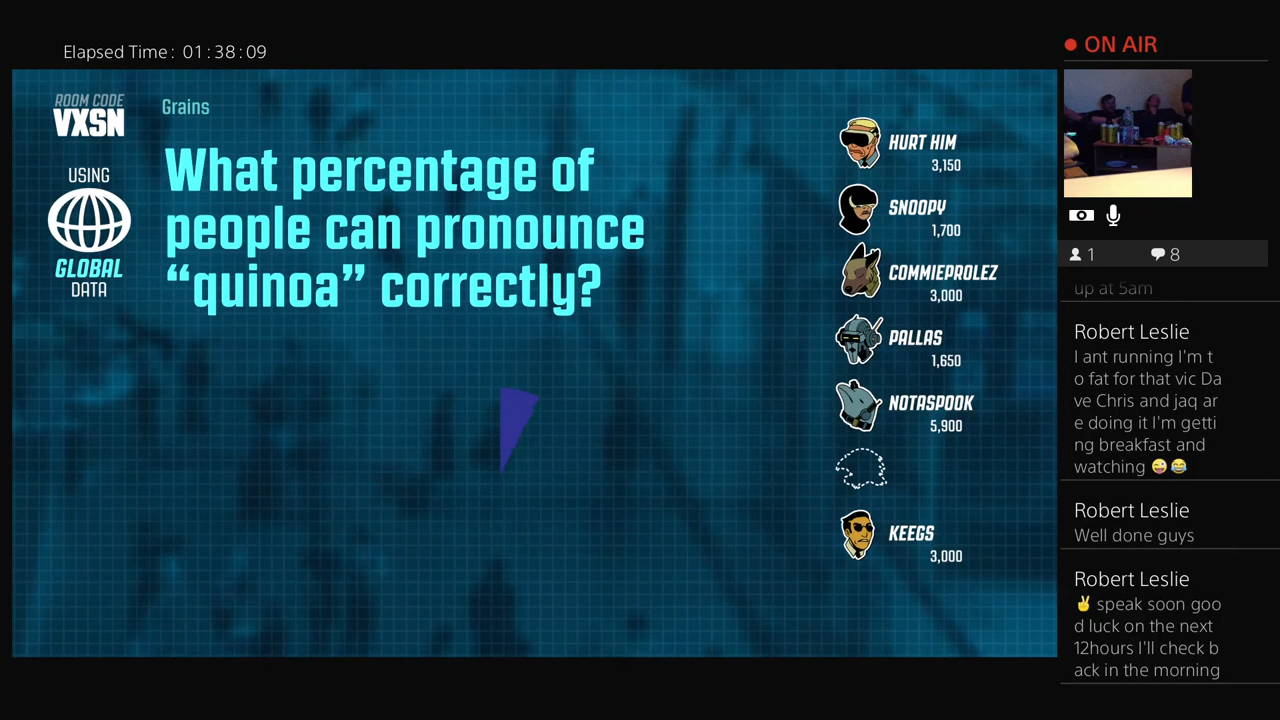 Elapsed Time: 01:38:09
ON AIR
ROOM CODE
VXSN
Grains
USING
GLOBAL
DATA
What percentage of
people can pronounce
“quinoa” correctly?
HURT HIM
3,150
SNOOPY
1,700
COMMIEPROLEZ
3,000
PALLAS
1,650
NOTASPOOK
5,900
KEEGS
3,000
1
8
up at 5am
Robert Leslie
I ant running I'm t
o fat for that vic Da
ve Chris and jaq ar
e doing it I'm getti
ng breakfast and
watching 😜😂
Robert Leslie
Well done guys
Robert Leslie
✌ speak soon goo
d luck on the next
12hours I'll check b
ack in the morning